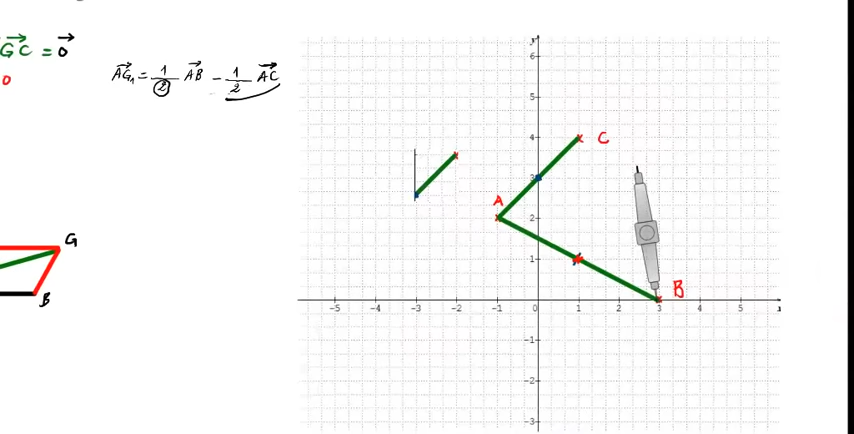 GC = 0
0
AG₁ = 1/2 AB - 1/2 AC
y
6
5
4
C
3
A
2
1
B
-5 -4 -3 -2 -1 0 1 2 3 4 5 x
-1
-2
-3
G
B